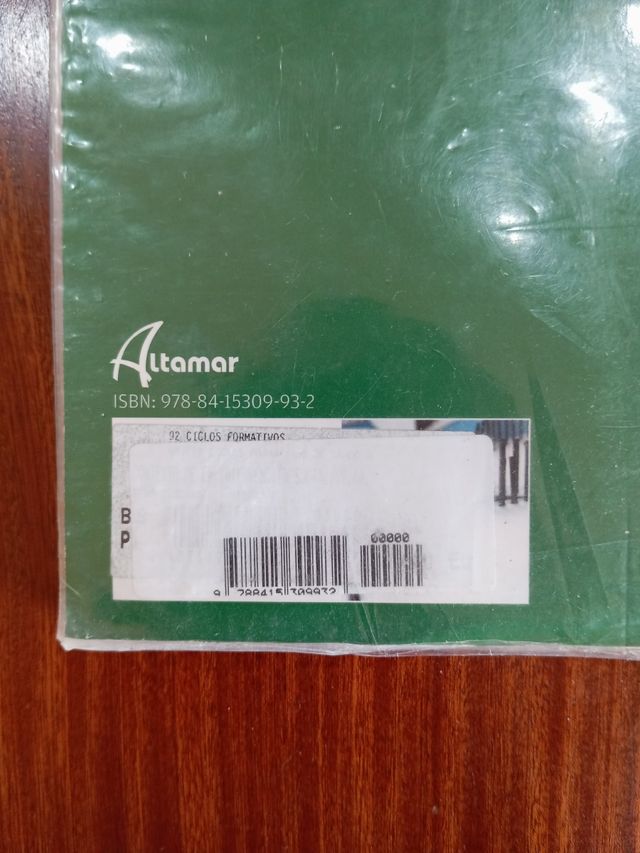 Altamar
ISBN: 978-84-15309-93-2
92 CICLOS FORMATIVOS
B
P
00000
9 788415 309932